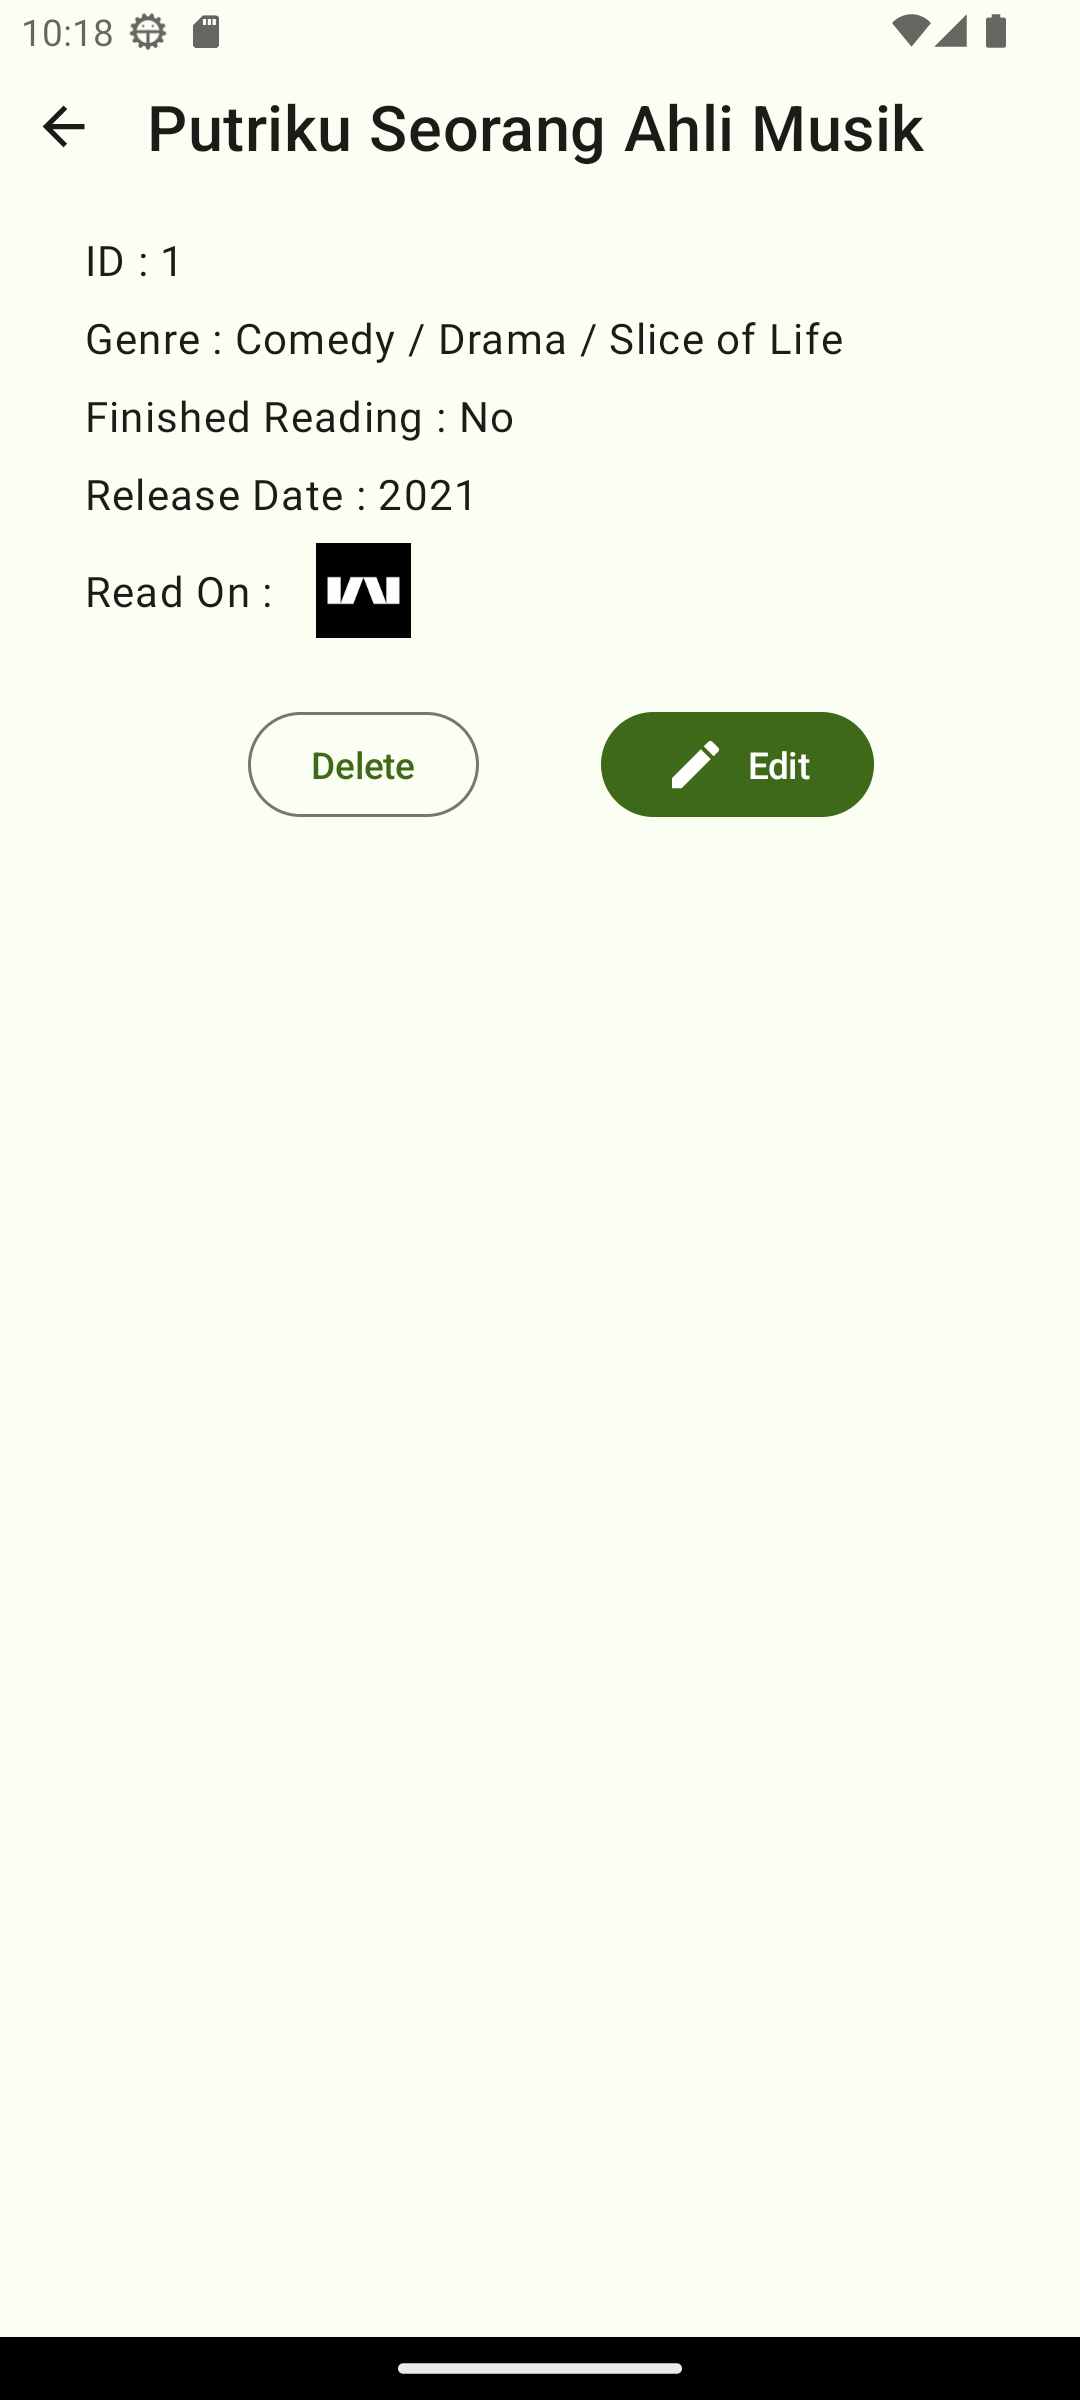 10:18
Putriku Seorang Ahli Musik
ID : 1
Genre : Comedy / Drama / Slice of Life
Finished Reading : No
Release Date : 2021
Read On :
Delete
Edit